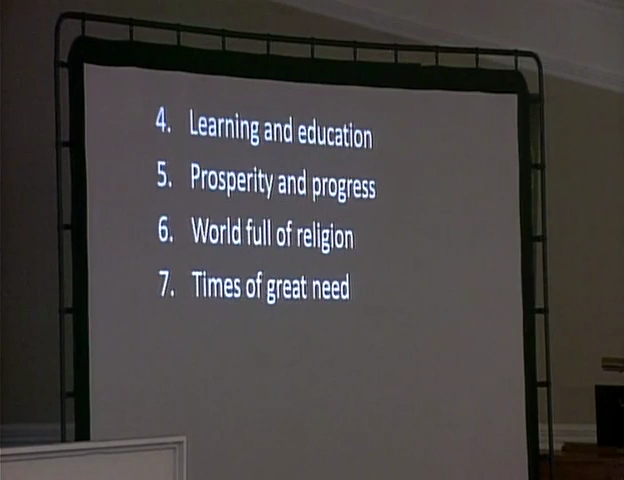 4. Learning and education
5. Prosperity and progress
6. World full of religion
7. Times of great need